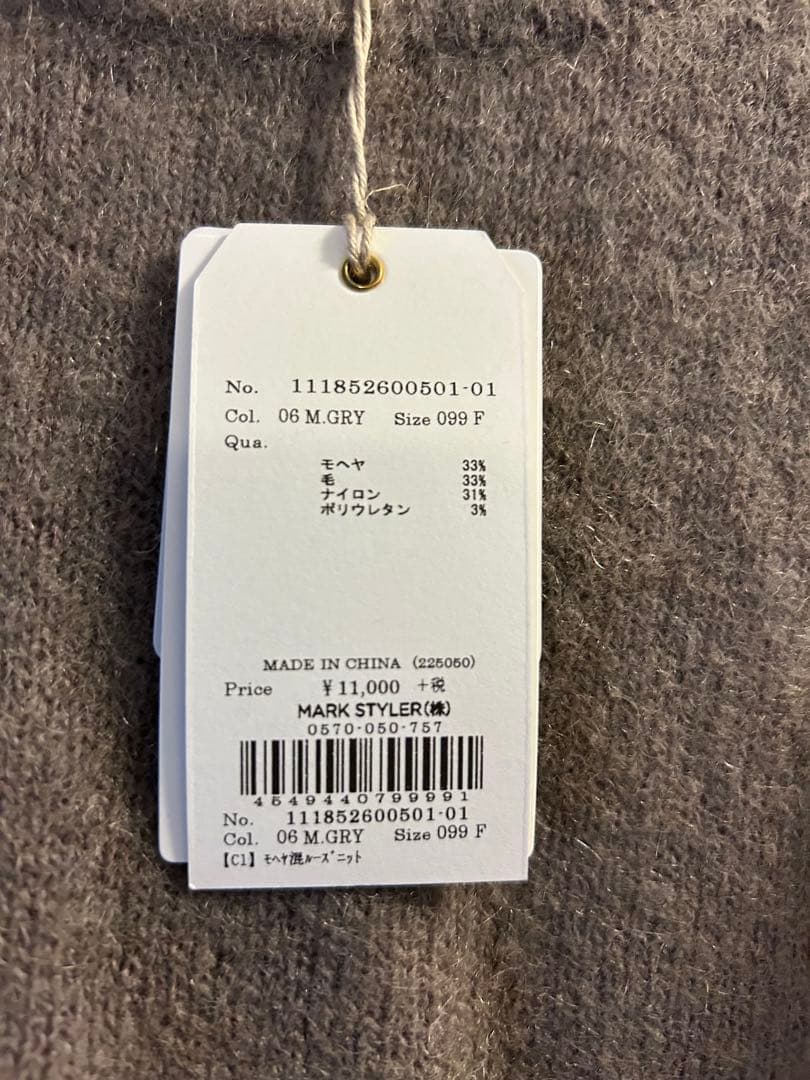 No. 111852600501-01
Col. 06 M.GRY Size 099 F
Qua.
モヘヤ 33%
毛 33%
ナイロン 31%
ポリウレタン 3%
MADE IN CHINA (225050)
Price ¥11,000 +税
MARK STYLER(株)
0570-050-757
4549440799991
No. 111852600501-01
Col. 06 M.GRY Size 099 F
【C1】ﾓﾍﾔ混ﾙｰｽﾞﾆｯﾄ